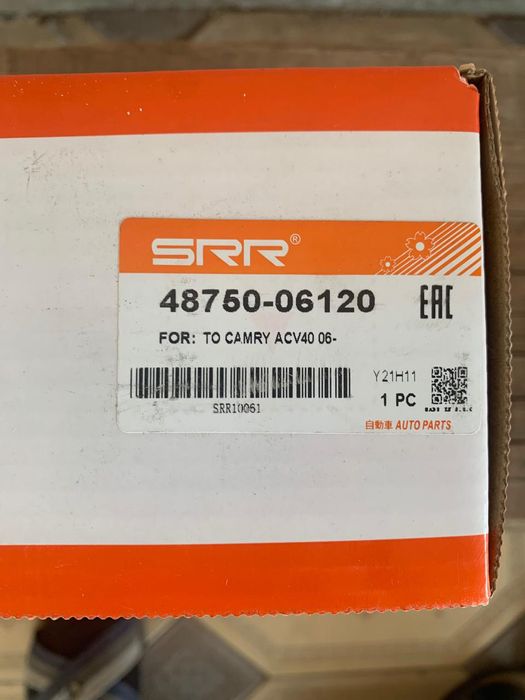 SRR®
48750-06120
EAC
FOR: TO CAMRY ACV40 06-
Y21H11
SRR10061
1 PC
自動車 AUTO PARTS